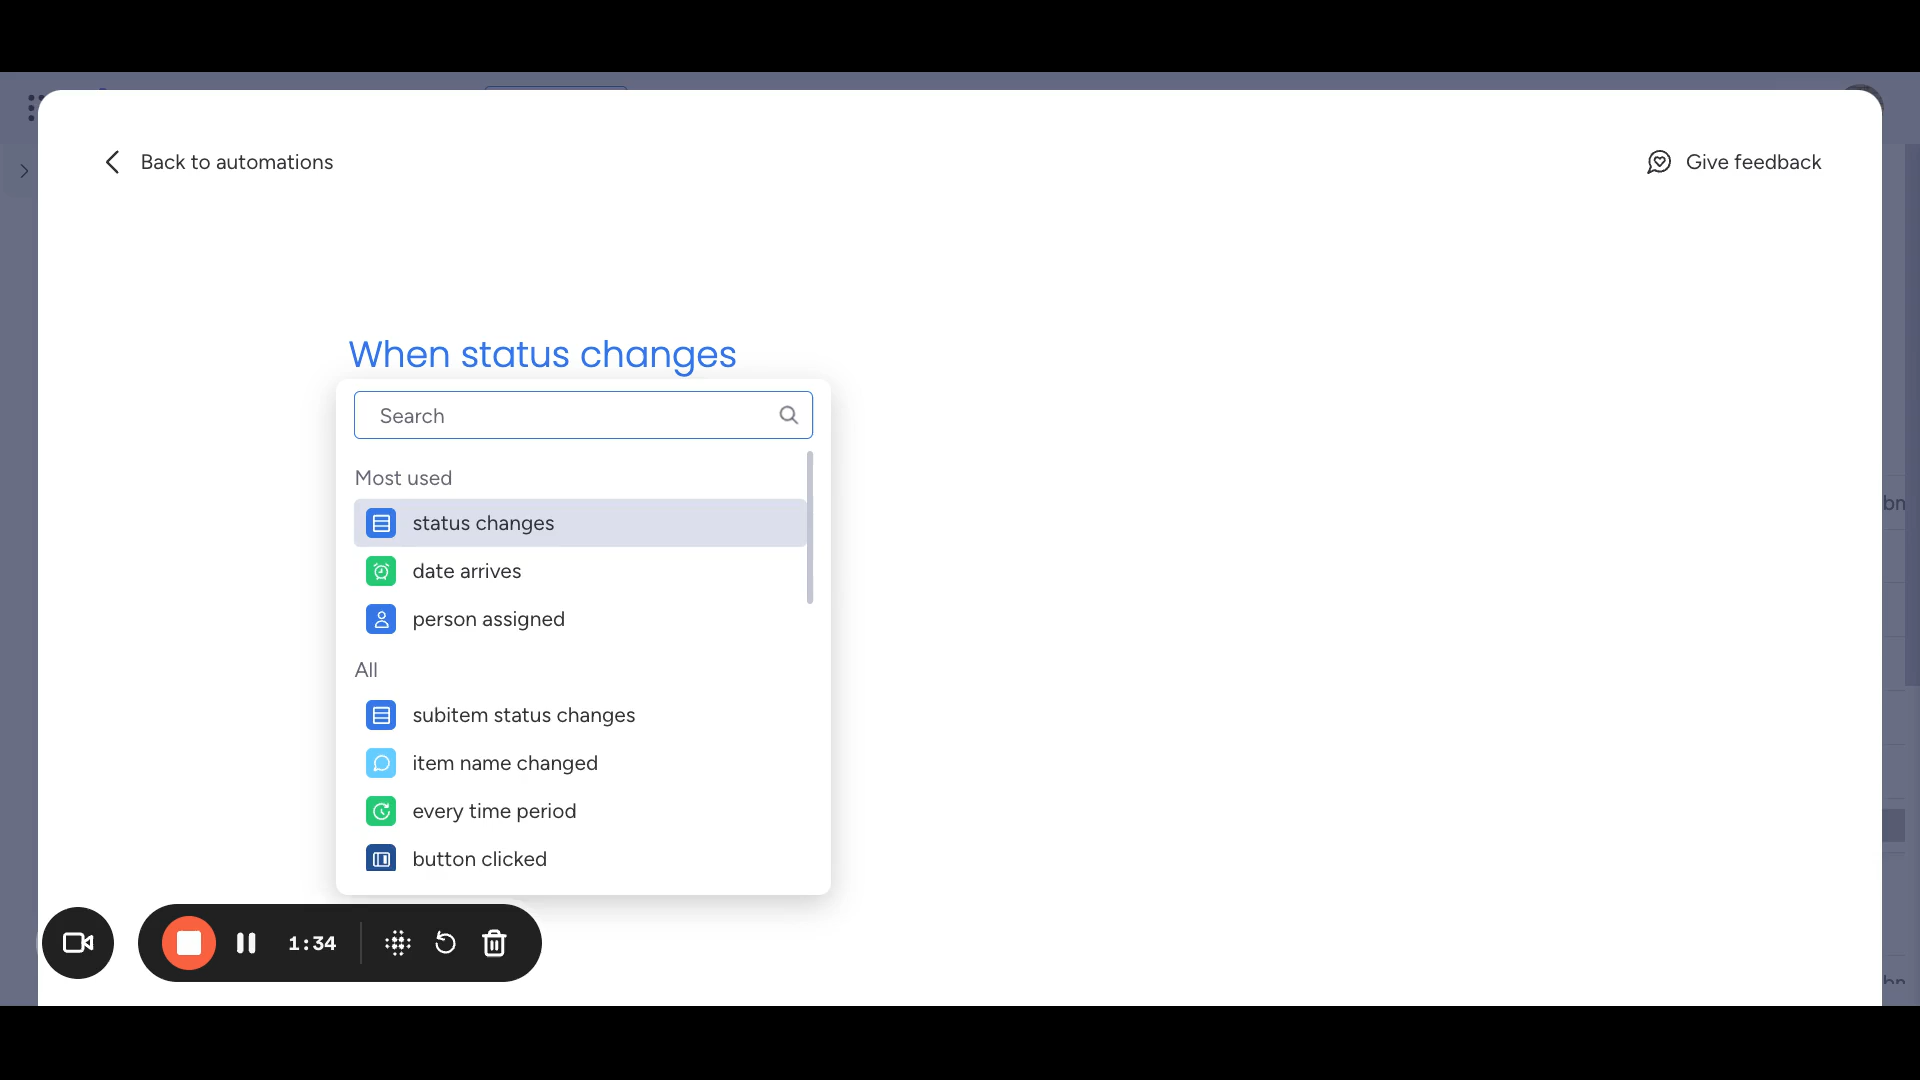 Back to automations
Give feedback
When status changes
Search
Most used
status changes
date arrives
person assigned
All
subitem status changes
item name changed
every time period
button clicked
bn
1:34